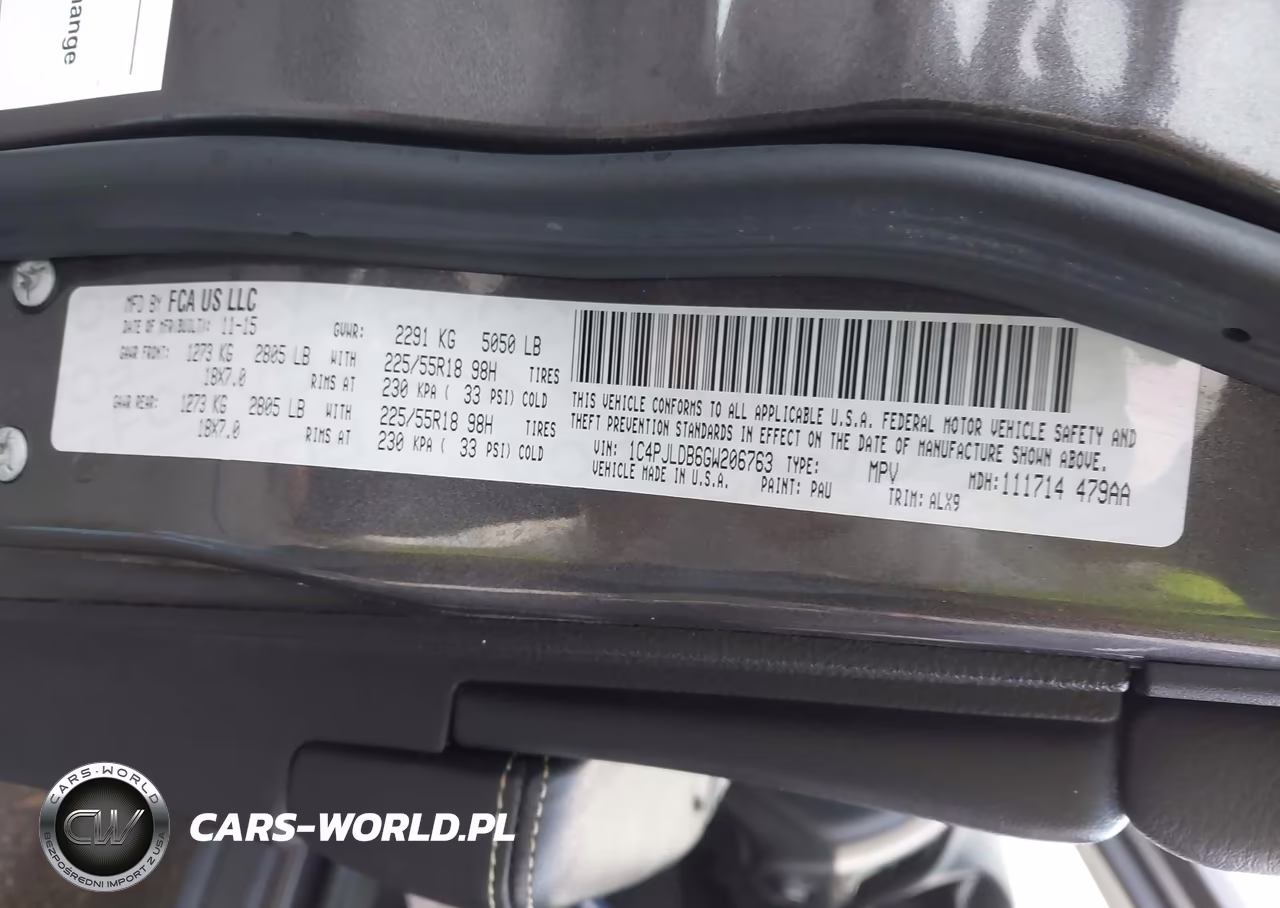 hange
MFD BY FCA US LLC
DATE OF MFR(BUILT): 11-15 GVWR: 2291 KG 5050 LB
GAWR FRONT: 1273 KG 2805 LB WITH 225/55R18 98H TIRES
18X7.0 RIMS AT 230 KPA ( 33 PSI) COLD
GAWR REAR: 1273 KG 2805 LB WITH 225/55R18 98H TIRES
18X7.0 RIMS AT 230 KPA ( 33 PSI) COLD
THIS VEHICLE CONFORMS TO ALL APPLICABLE U.S.A. FEDERAL MOTOR VEHICLE SAFETY AND
THEFT PREVENTION STANDARDS IN EFFECT ON THE DATE OF MANUFACTURE SHOWN ABOVE.
VIN: 1C4PJLDB6GW206763 TYPE: MPV MDH: 111714 479AA
VEHICLE MADE IN U.S.A. PAINT: PAU TRIM: ALX9
CARS-WORLD
CW
BEZPOŚREDNI IMPORT Z USA
CARS-WORLD.PL